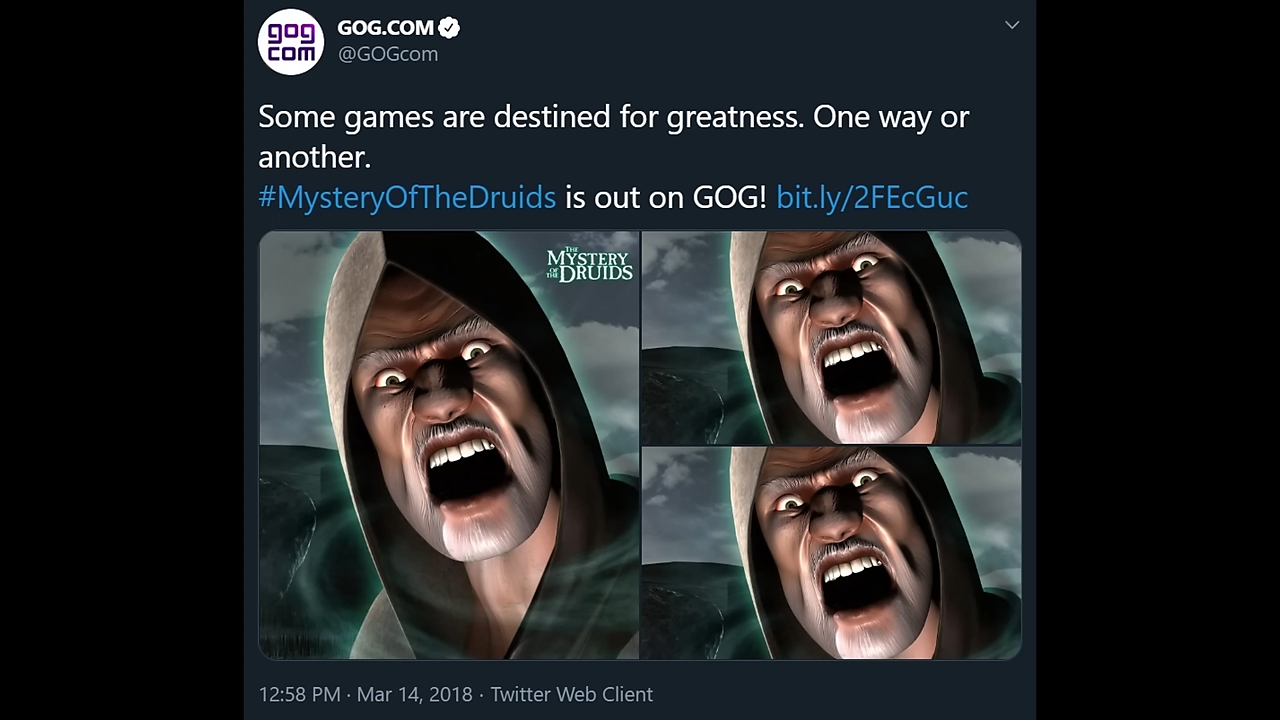 gog
com
GOG.COM
@GOGcom
Some games are destined for greatness. One way or
another.
#MysteryOfTheDruids is out on GOG! bit.ly/2FEcGuc
THE
MYSTERY
OF THE DRUIDS
12:58 PM · Mar 14, 2018 · Twitter Web Client